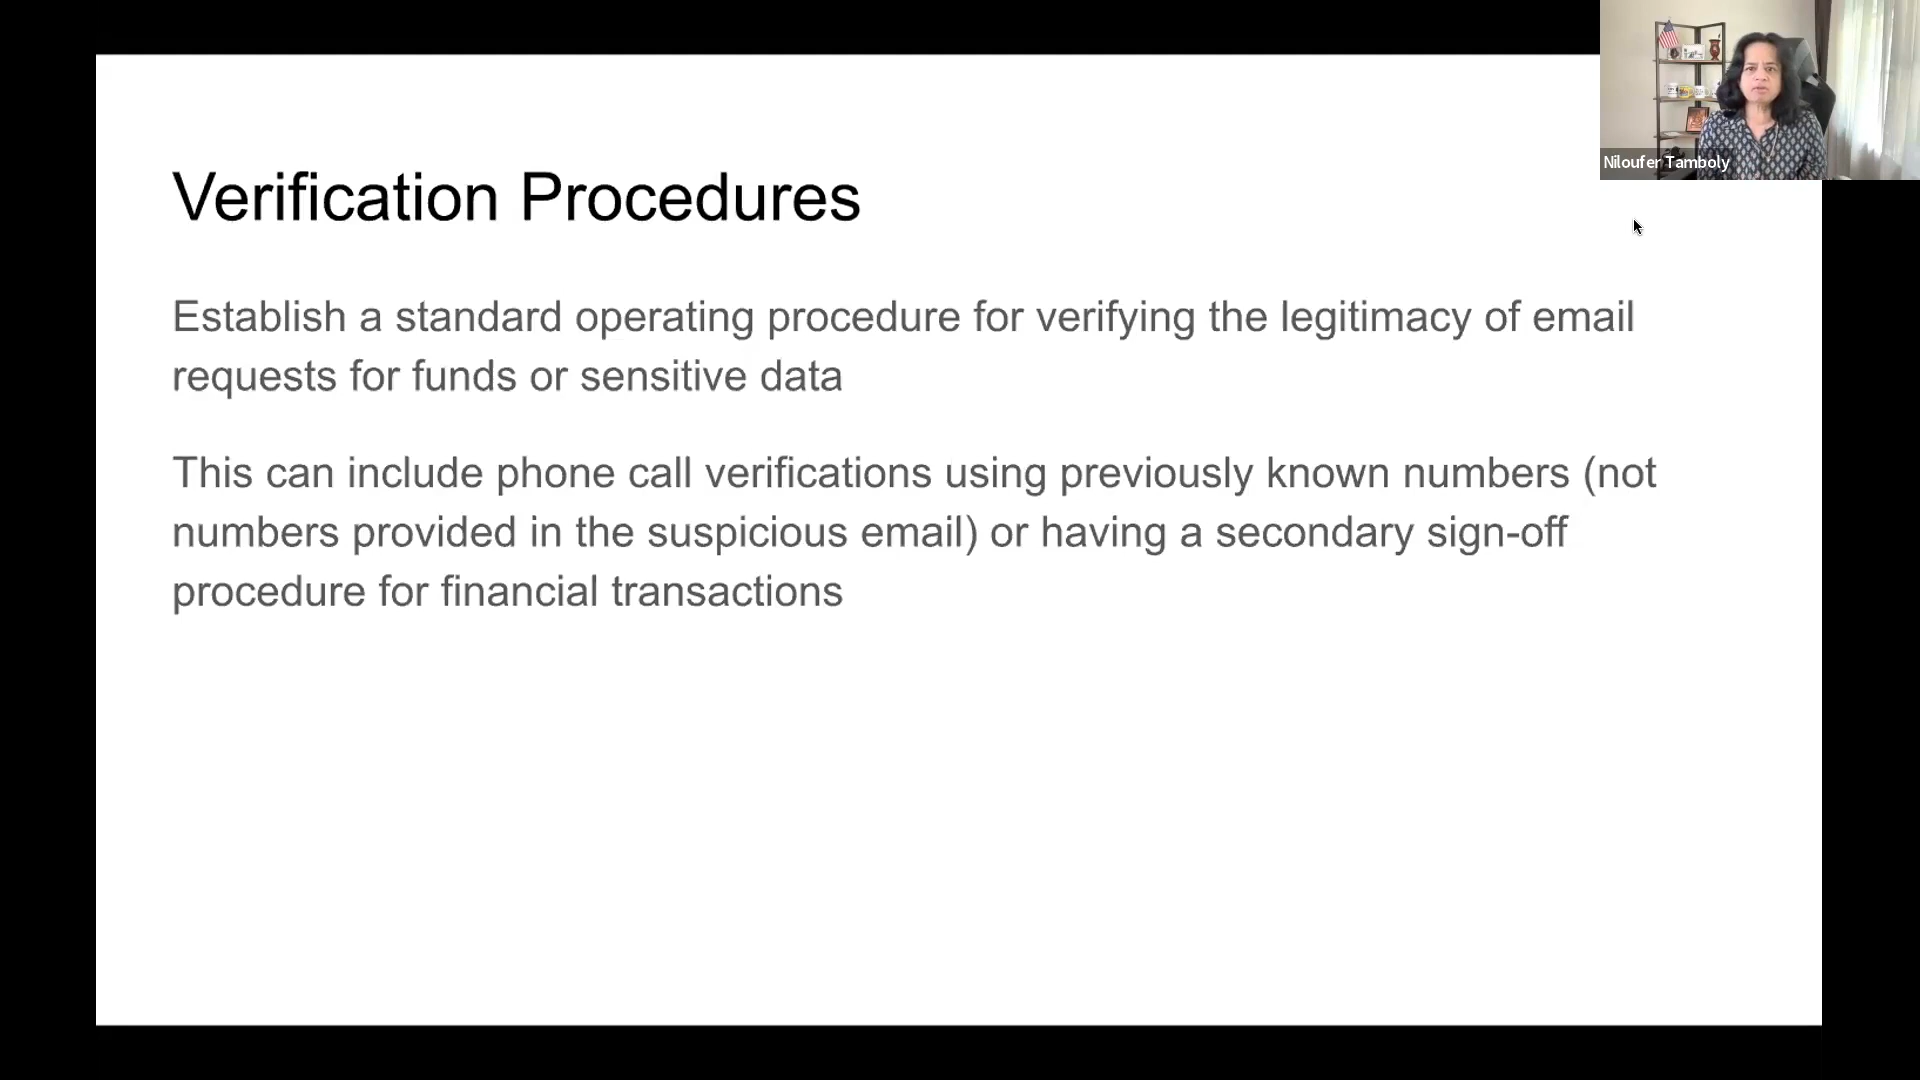 Verification Procedures
Establish a standard operating procedure for verifying the legitimacy of email
requests for funds or sensitive data
This can include phone call verifications using previously known numbers (not
numbers provided in the suspicious email) or having a secondary sign-off
procedure for financial transactions
Niloufer Tamboly